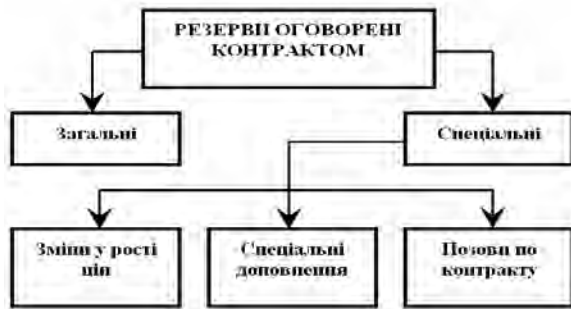 РЕЗЕРВИ ОГОВОРЕНІ
КОНТРАКТОМ
Загальні
Спеціальні
Зміни у рості
цін
Спеціальні
доповнення
Позови по
контракту